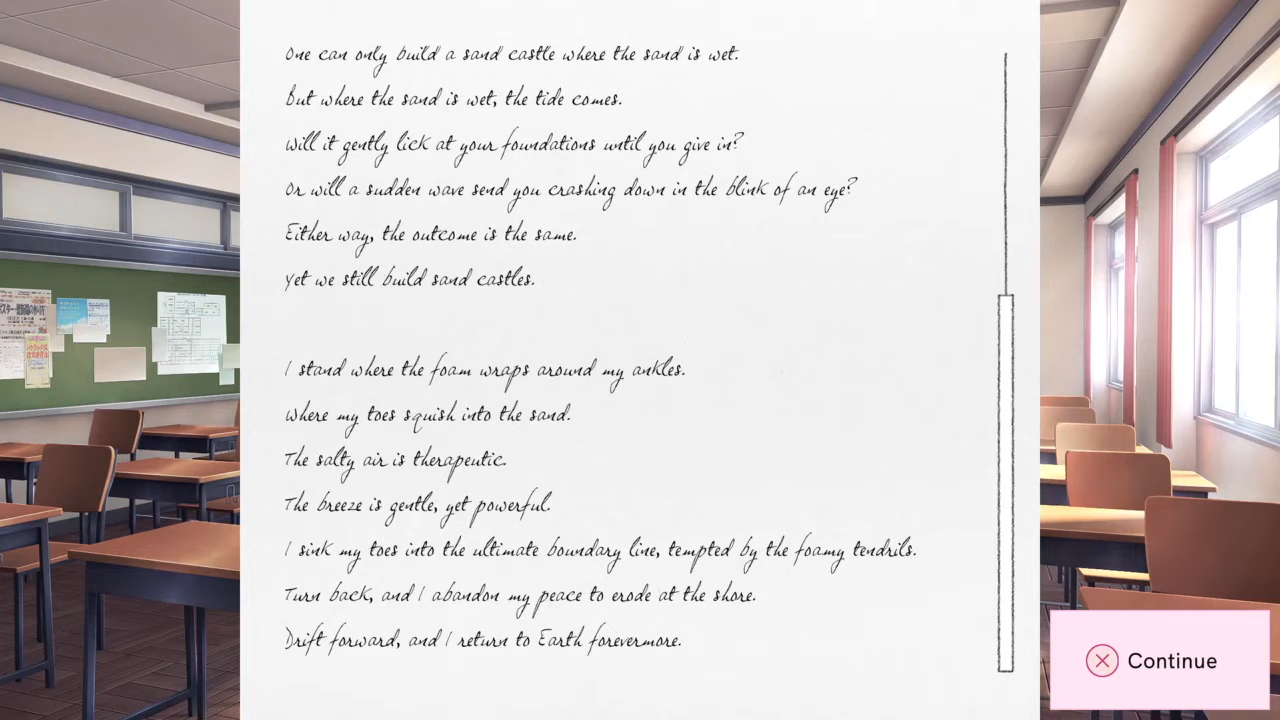 One can only build a sand castle where the sand is wet.
But where the sand is wet, the tide comes.
Will it gently lick at your foundations until you give in?
Or will a sudden wave send you crashing down in the blink of an eye?
Either way, the outcome is the same.
Yet we still build sand castles.
I stand where the foam wraps around my ankles.
Where my toes squish into the sand.
The salty air is therapeutic.
The breeze is gentle, yet powerful.
I sink my toes into the ultimate boundary line, tempted by the foamy tendrils.
Turn back, and I abandon my peace to erode at the shore.
Drift forward, and I return to Earth forevermore.
Continue